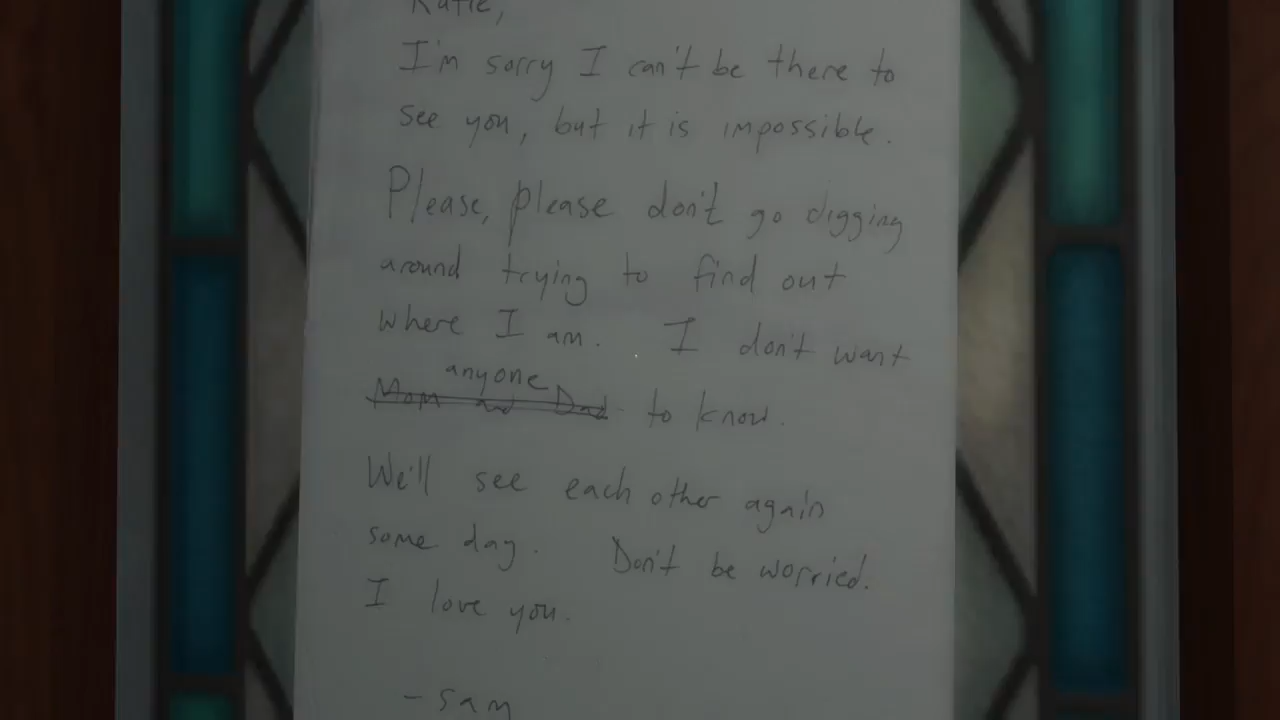 Katie,
I'm sorry I can't be there to
see you, but it is impossible.
Please, please don't go digging
around trying to find out
where I am. I don't want
anyone
Mom and Dad to know.
We'll see each other again
some day. Don't be worried.
I love you.
- Sam